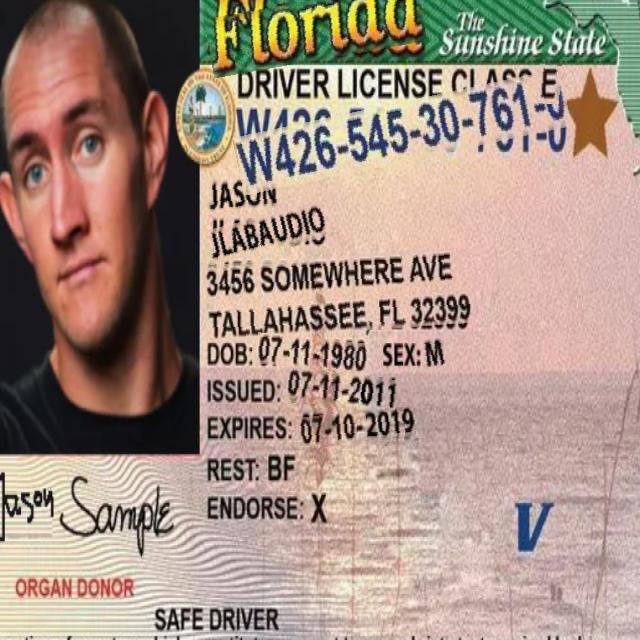 Florida The Sunshine State
DRIVER LICENSE CLASS E
W426-545-30-761-0
JASON
JLABAUDIO
3456 SOMEWHERE AVE
TALLAHASSEE, FL 32399
DOB: 07-11-1980 SEX: M
ISSUED: 07-11-2011
EXPIRES: 07-10-2019
REST: BF
ENDORSE: X
Jason Sample
V
ORGAN DONOR
SAFE DRIVER